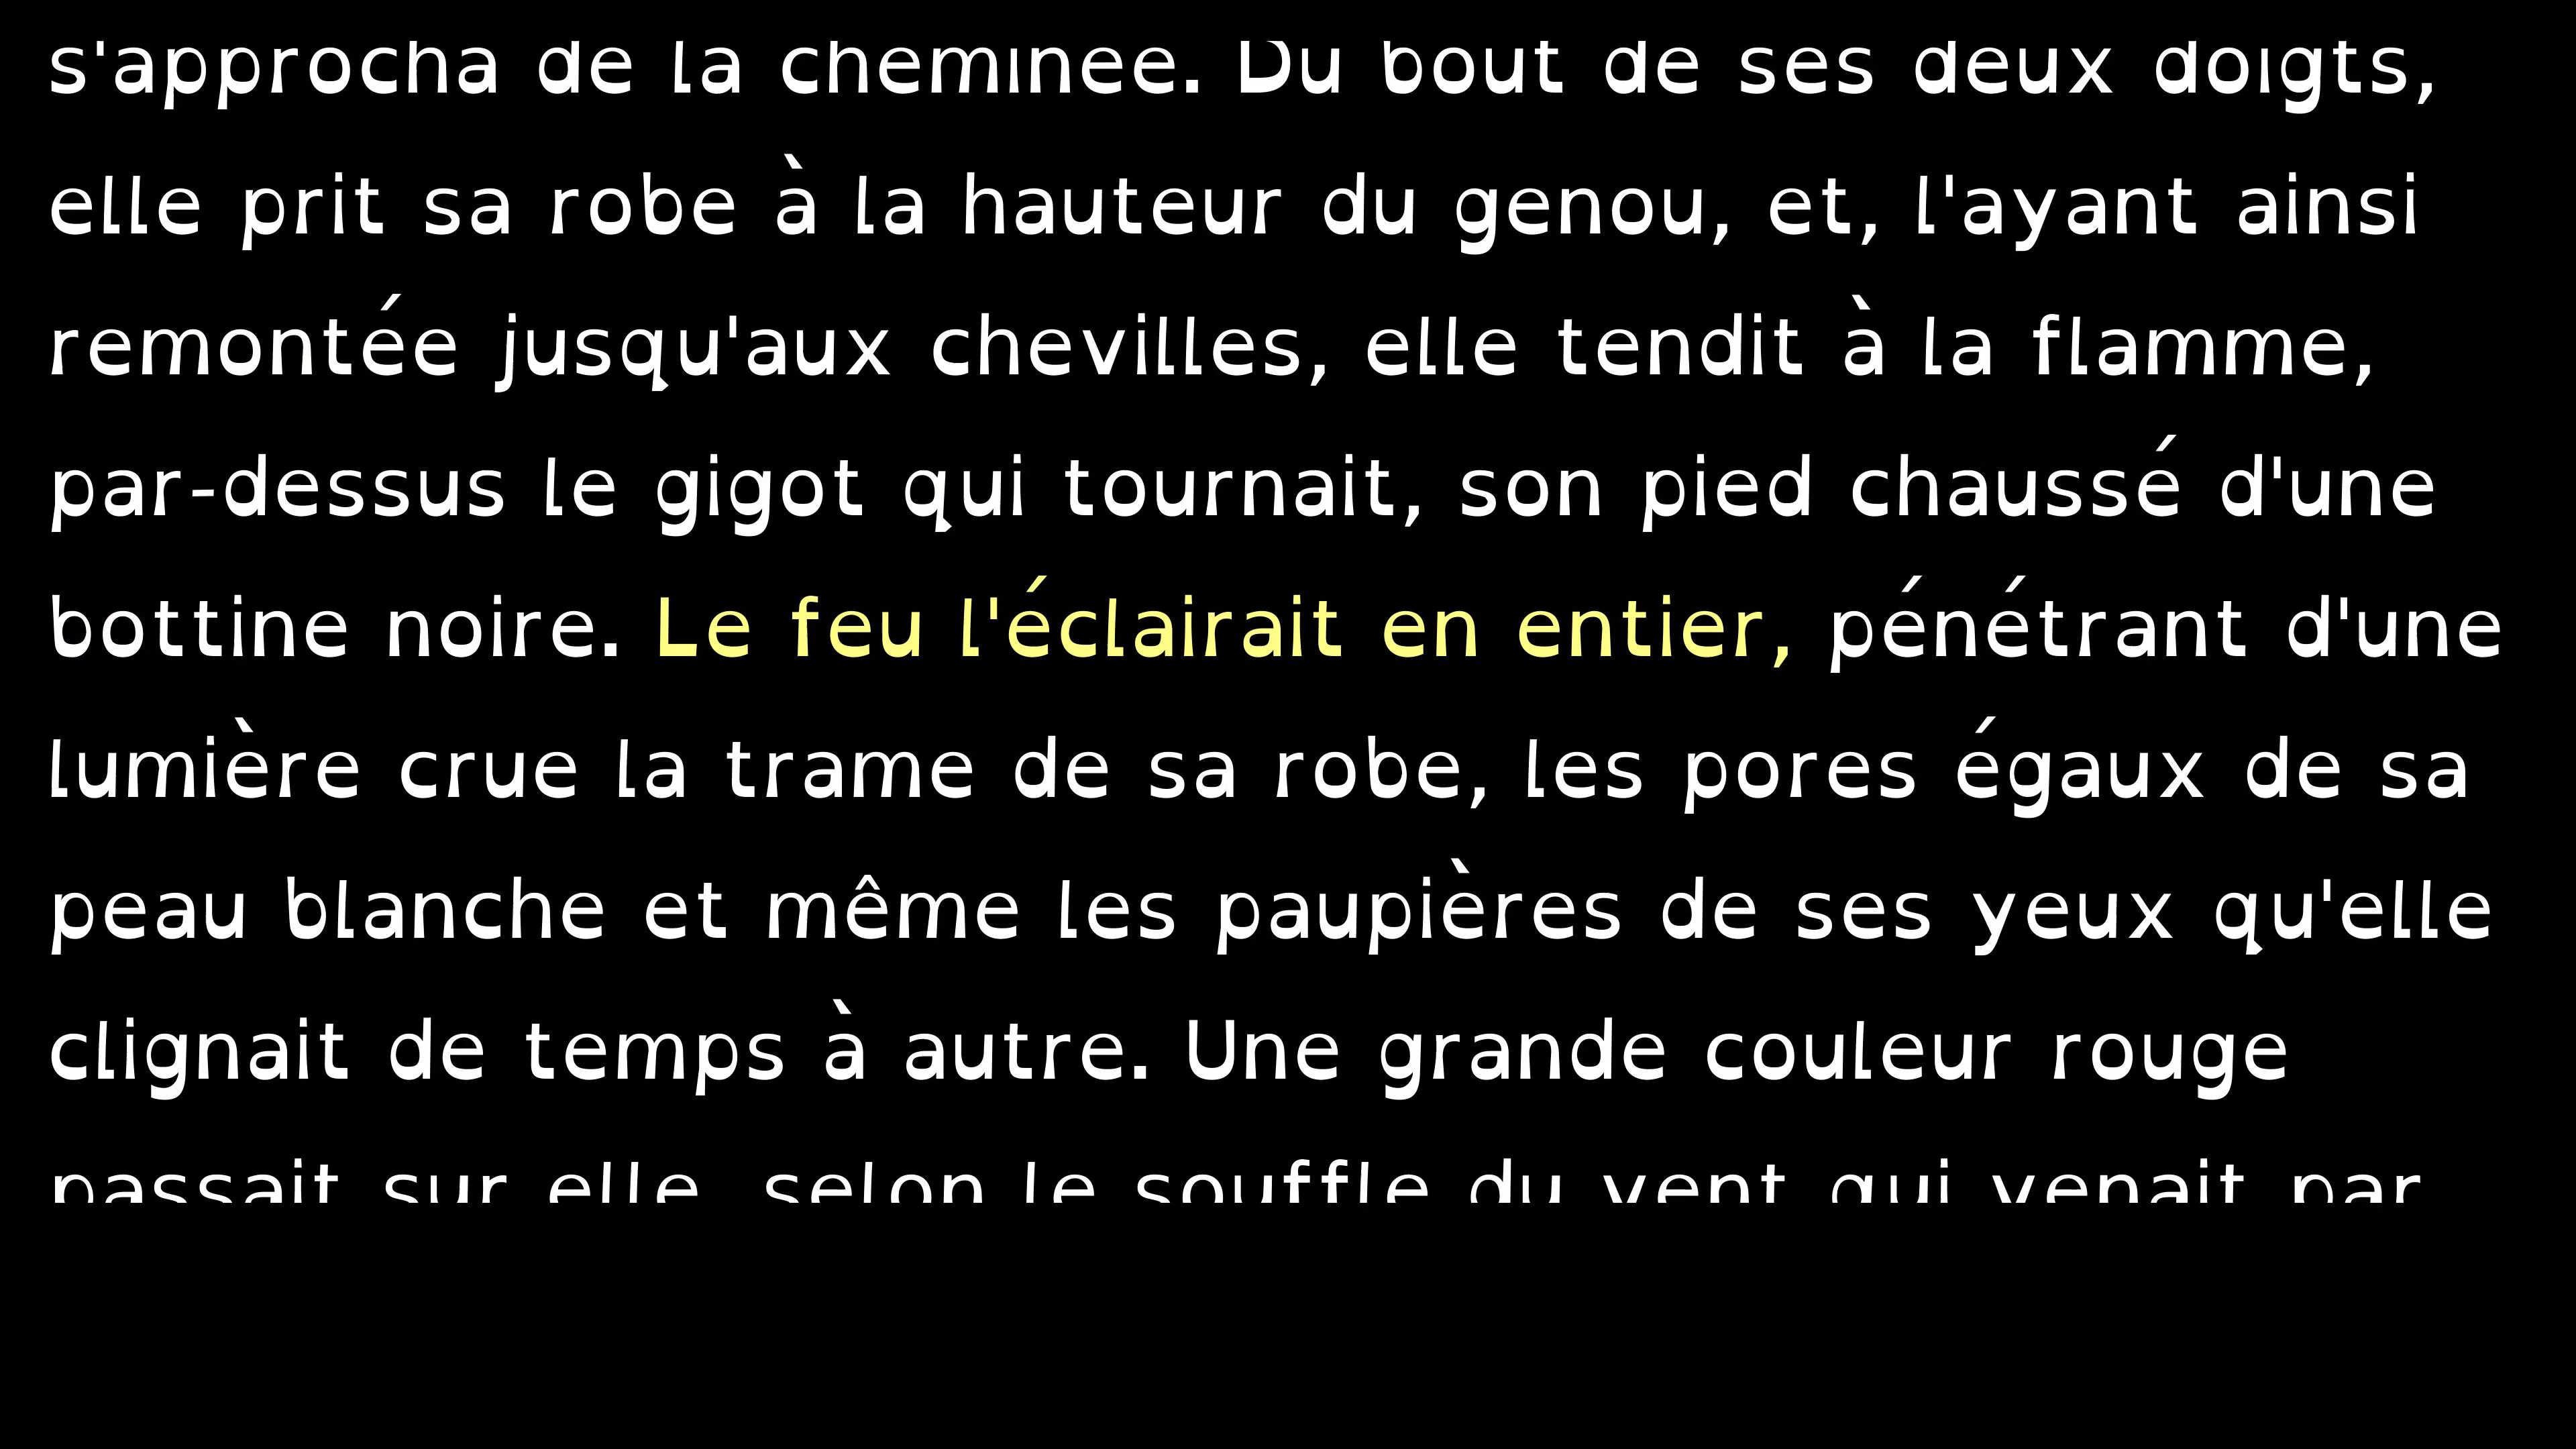 s'approcha de la cheminée. Du bout de ses deux doigts,
elle prit sa robe à la hauteur du genou, et, l'ayant ainsi
remontée jusqu'aux chevilles, elle tendit à la flamme,
par-dessus le gigot qui tournait, son pied chaussé d'une
bottine noire. Le feu l'éclairait en entier, pénétrant d'une
lumière crue la trame de sa robe, les pores égaux de sa
peau blanche et même les paupières de ses yeux qu'elle
clignait de temps à autre. Une grande couleur rouge
passait sur elle, selon le souffle du vent qui venait par